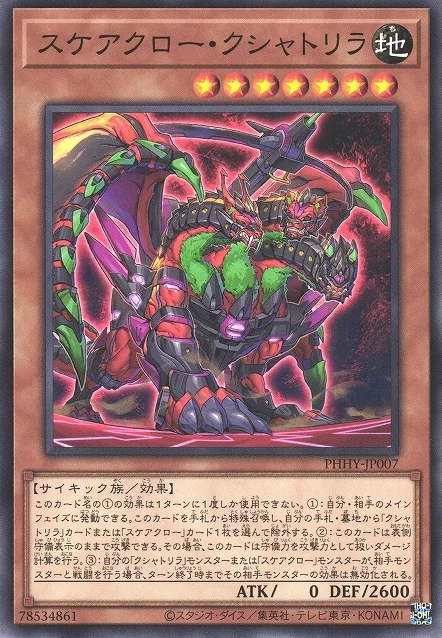 スケアクロー・クシャトリラ 地
PHHY-JP007
【サイキック族/効果】
このカード名の①の効果は1ターンに1度しか使用できない。①：自分・相手のメイン
フェイズに発動できる。このカードを手札から特殊召喚し、自分の手札・墓地から「クシャト
リラ」カードまたは「スケアクロー」カード1枚を選んで除外する。②：このカードは表側
守備表示のままで攻撃できる。その場合、このカードは守備力を攻撃力として扱いダメージ
計算を行う。③：自分の「クシャトリラ」モンスターまたは「スケアクロー」モンスターが、相手モン
スターと戦闘を行う場合、ターン終了時までその相手モンスターの効果は無効化される。
ATK/ 0 DEF/2600
78534861 ©スタジオ・ダイス/集英社・テレビ東京・KONAMI